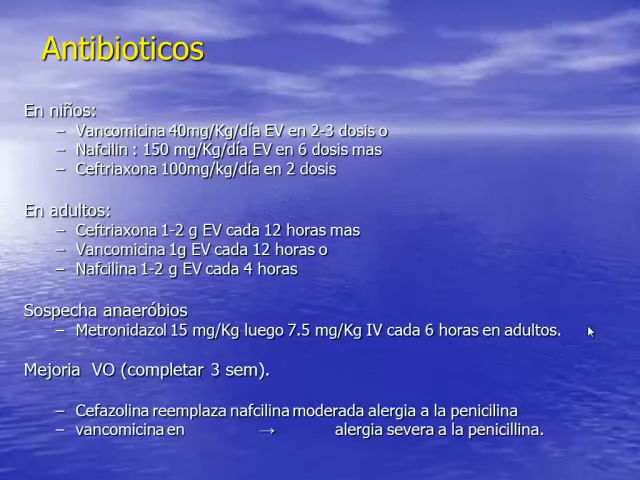 Antibioticos
En niños:
– Vancomicina 40mg/Kg/día EV en 2-3 dosis o
– Nafcilin : 150 mg/Kg/día EV en 6 dosis mas
– Ceftriaxona 100mg/kg/día en 2 dosis
En adultos:
– Ceftriaxona 1-2 g EV cada 12 horas mas
– Vancomicina 1g EV cada 12 horas o
– Nafcilina 1-2 g EV cada 4 horas
Sospecha anaeróbios
– Metronidazol 15 mg/Kg luego 7.5 mg/Kg IV cada 6 horas en adultos.
Mejoria VO (completar 3 sem).
– Cefazolina reemplaza nafcilina moderada alergia a la penicilina
– vancomicina en → alergia severa a la penicillina.